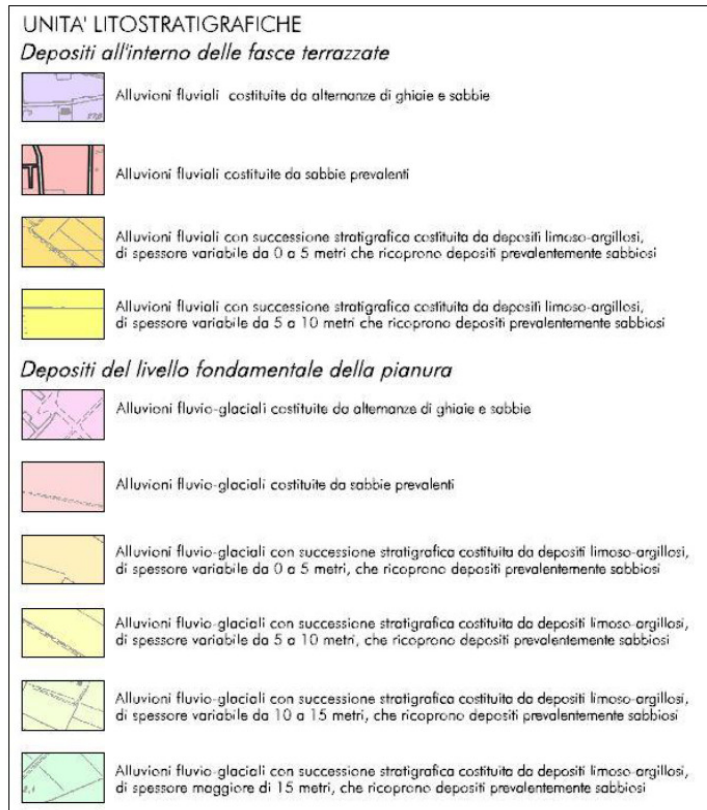 UNITA' LITOSTRATIGRAFICHE
Depositi all'interno delle fasce terrazzate
Alluvioni fluviali costituite da alternanze di ghiaie e sabbie
Alluvioni fluviali costituite da sabbie prevalenti
Alluvioni fluviali con successione stratigrafica costituita da depositi limoso-argillosi,
di spessore variabile da 0 a 5 metri che ricoprono depositi prevalentemente sabbiosi
Alluvioni fluviali con successione stratigrafica costituita da depositi limoso-argillosi,
di spessore variabile da 5 a 10 metri che ricoprono depositi prevalentemente sabbiosi
Depositi del livello fondamentale della pianura
Alluvioni fluvio-glaciali costituite da alternanze di ghiaie e sabbie
Alluvioni fluvio-glaciali costituite da sabbie prevalenti
Alluvioni fluvio-glaciali con successione stratigrafica costituita da depositi limoso-argillosi,
di spessore variabile da 0 a 5 metri, che ricoprono depositi prevalentemente sabbiosi
Alluvioni fluvio-glaciali con successione stratigrafica costituita da depositi limoso-argillosi,
di spessore variabile da 5 a 10 metri, che ricoprono depositi prevalentemente sabbiosi
Alluvioni fluvio-glaciali con successione stratigrafica costituita da depositi limoso-argillosi,
di spessore variabile da 10 a 15 metri, che ricoprono depositi prevalentemente sabbiosi
Alluvioni fluvio-glaciali con successione stratigrafica costituita da depositi limoso-argillosi,
di spessore maggiore di 15 metri, che ricoprono depositi prevalentemente sabbiosi